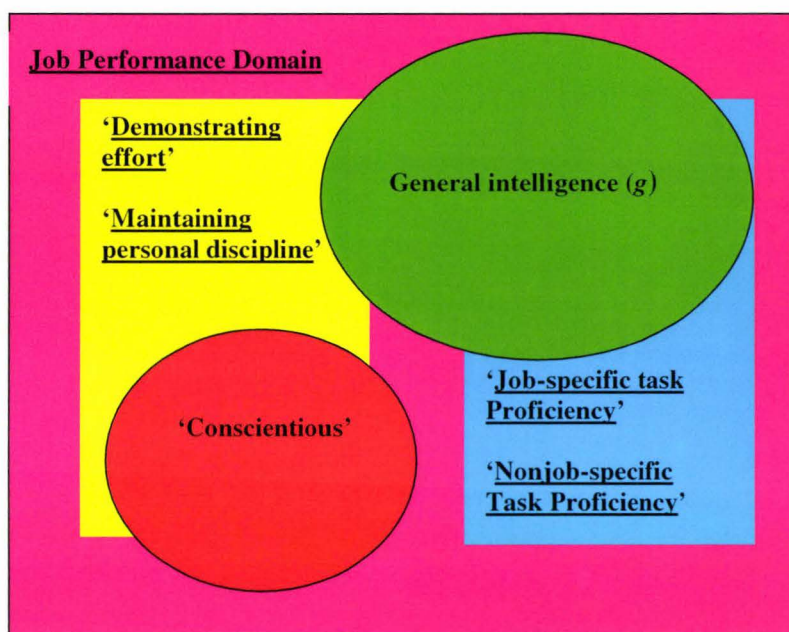 Job Performance Domain
‘Demonstrating
effort’
‘Maintaining
personal discipline’
General intelligence (g)
‘Conscientious’
‘Job-specific task
Proficiency’
‘Nonjob-specific
Task Proficiency’